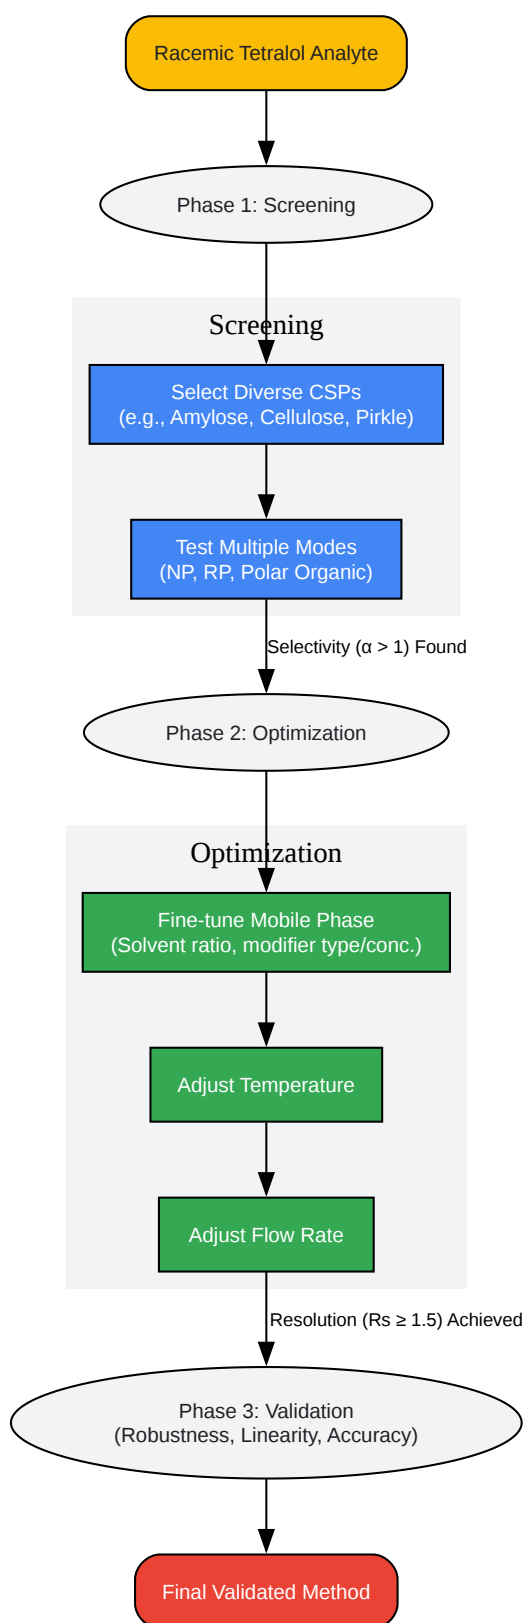 Racemic Tetralol Analyte
Phase 1: Screening
Screening
Select Diverse CSPs
(e.g., Amylose, Cellulose, Pirkle)
Test Multiple Modes
(NP, RP, Polar Organic)
Selectivity (α > 1) Found
Phase 2: Optimization
Optimization
Fine-tune Mobile Phase
(Solvent ratio, modifier type/conc.)
Adjust Temperature
Adjust Flow Rate
Resolution (Rs ≥ 1.5) Achieved
Phase 3: Validation
(Robustness, Linearity, Accuracy)
Final Validated Method